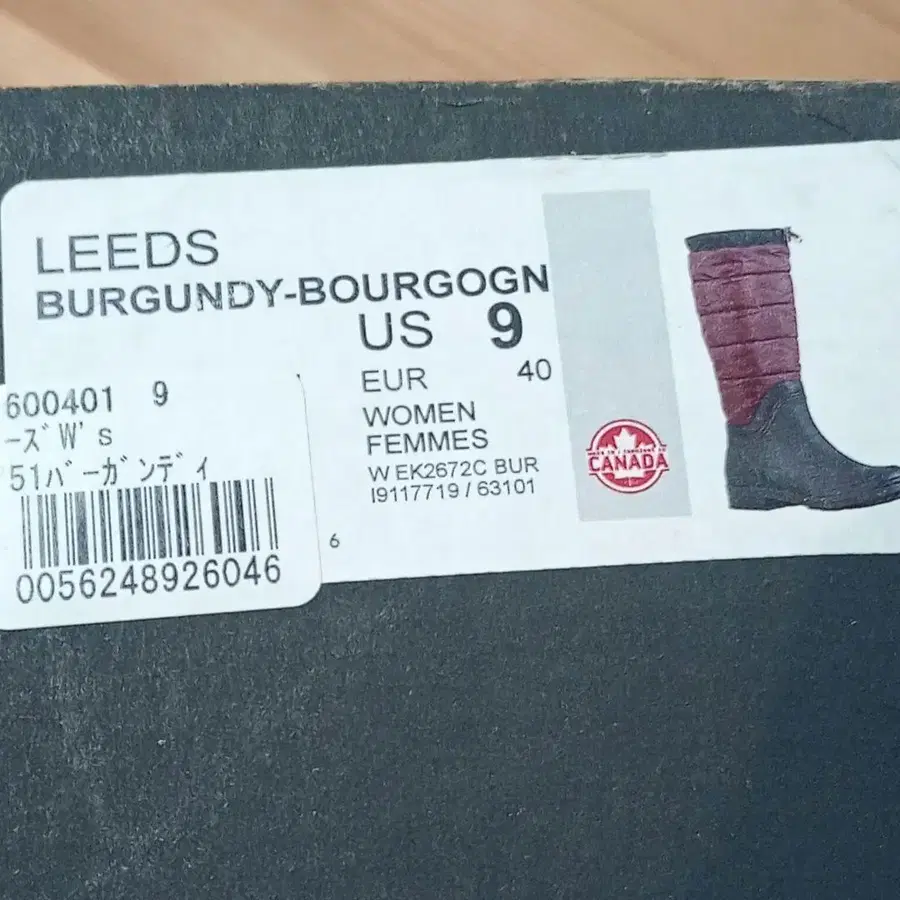 LEEDS
BURGUNDY-BOURGOGN
US 9
EUR 40
WOMEN
FEMMES
W EK2672C BUR
I9117719 / 63101
6
600401 9
ｰｽﾞW's
51ﾊﾞｰｶﾞﾝﾃﾞｨ
0056248926046
CANADA